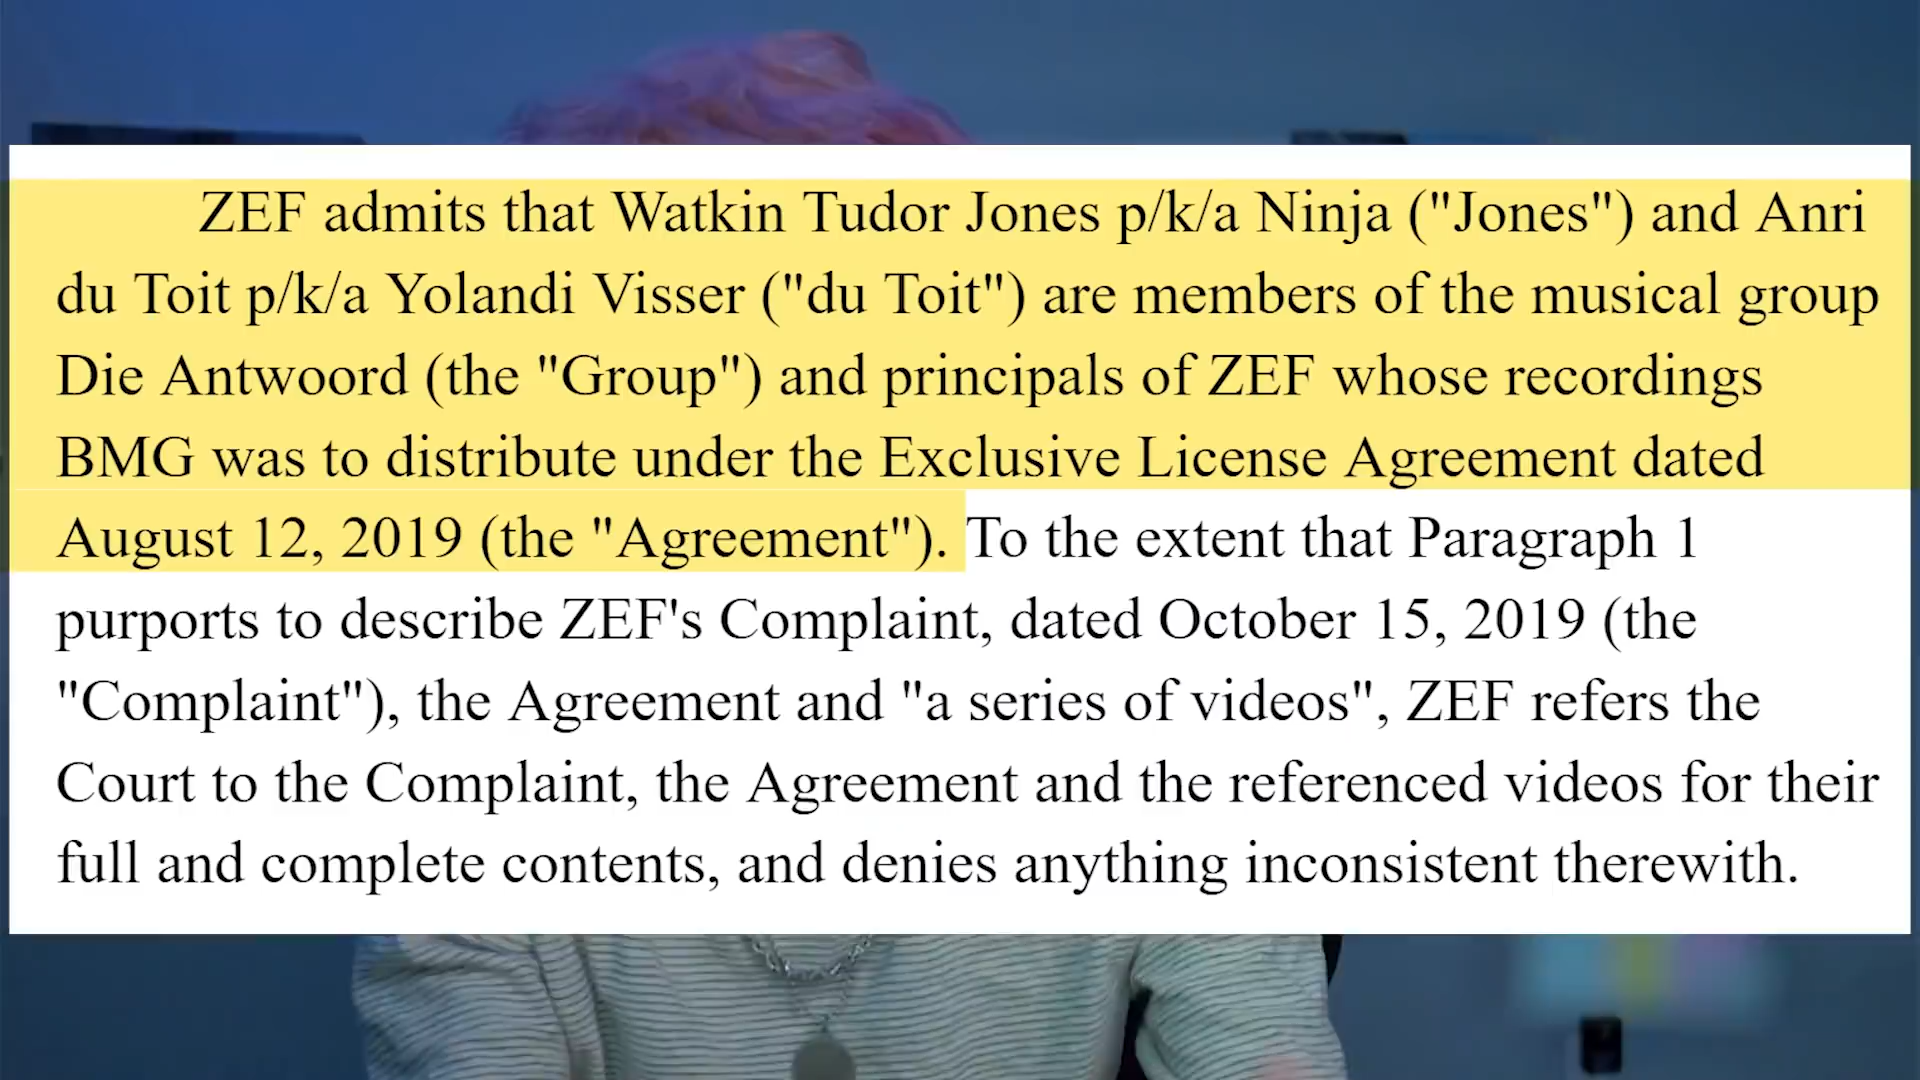 ZEF admits that Watkin Tudor Jones p/k/a Ninja ("Jones") and Anri
du Toit p/k/a Yolandi Visser ("du Toit") are members of the musical group
Die Antwoord (the "Group") and principals of ZEF whose recordings
BMG was to distribute under the Exclusive License Agreement dated
August 12, 2019 (the "Agreement"). To the extent that Paragraph 1
purports to describe ZEF's Complaint, dated October 15, 2019 (the
"Complaint"), the Agreement and "a series of videos", ZEF refers the
Court to the Complaint, the Agreement and the referenced videos for their
full and complete contents, and denies anything inconsistent therewith.